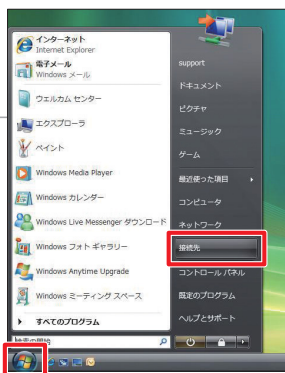 インターネット
Internet Explorer
電子メール
Windows メール
ウェルカム センター
エクスプローラ
ペイント
Windows Media Player
Windows カレンダー
Windows Live Messenger ダウンロード
Windows フォト ギャラリー
Windows Anytime Upgrade
Windows ミーティング スペース
すべてのプログラム
検索の開始
support
ドキュメント
ピクチャ
ミュージック
ゲーム
最近使った項目
コンピュータ
ネットワーク
接続先
コントロール パネル
既定のプログラム
ヘルプとサポート